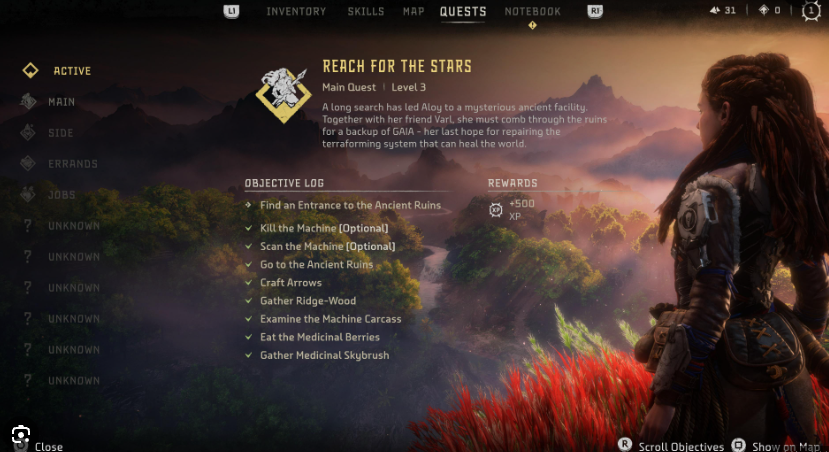 L1 INVENTORY SKILLS MAP QUESTS NOTEBOOK R1 31 0 1
ACTIVE
MAIN
SIDE
ERRANDS
JOBS
? UNKNOWN
? UNKNOWN
? UNKNOWN
? UNKNOWN
? UNKNOWN
? UNKNOWN
REACH FOR THE STARS
Main Quest | Level 3
A long search has led Aloy to a mysterious ancient facility.
Together with her friend Varl, she must comb through the ruins
for a backup of GAIA - her last hope for repairing the
terraforming system that can heal the world.
OBJECTIVE LOG
Find an Entrance to the Ancient Ruins
Kill the Machine [Optional]
Scan the Machine [Optional]
Go to the Ancient Ruins
Craft Arrows
Gather Ridge-Wood
Examine the Machine Carcass
Eat the Medicinal Berries
Gather Medicinal Skybrush
REWARDS
XP +500
XP
Close
R Scroll Objectives Show on Map